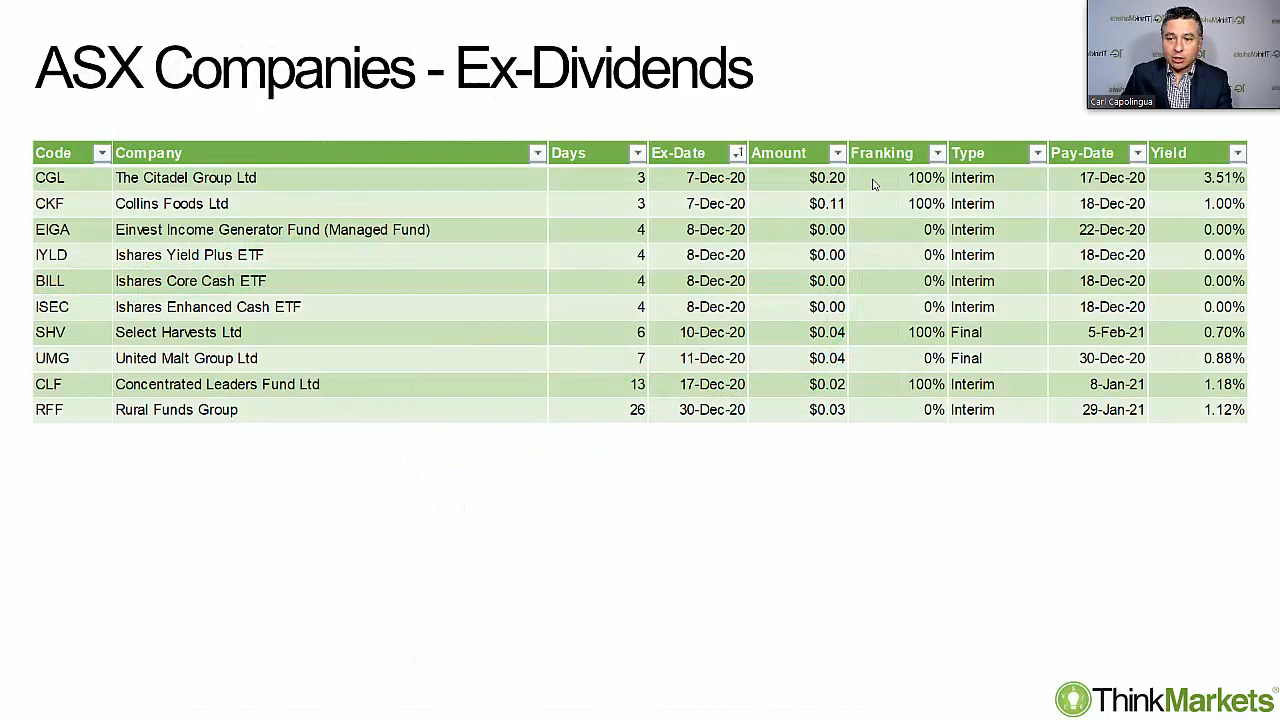 ASX Companies - Ex-Dividends
Carl Capolingua
Code Company Days Ex-Date Amount Franking Type Pay-Date Yield
CGL The Citadel Group Ltd 3 7-Dec-20 $0.20 100% Interim 17-Dec-20 3.51%
CKF Collins Foods Ltd 3 7-Dec-20 $0.11 100% Interim 18-Dec-20 1.00%
EIGA Einvest Income Generator Fund (Managed Fund) 4 8-Dec-20 $0.00 0% Interim 22-Dec-20 0.00%
IYLD Ishares Yield Plus ETF 4 8-Dec-20 $0.00 0% Interim 18-Dec-20 0.00%
BILL Ishares Core Cash ETF 4 8-Dec-20 $0.00 0% Interim 18-Dec-20 0.00%
ISEC Ishares Enhanced Cash ETF 4 8-Dec-20 $0.00 0% Interim 18-Dec-20 0.00%
SHV Select Harvests Ltd 6 10-Dec-20 $0.04 100% Final 5-Feb-21 0.70%
UMG United Malt Group Ltd 7 11-Dec-20 $0.04 0% Final 30-Dec-20 0.88%
CLF Concentrated Leaders Fund Ltd 13 17-Dec-20 $0.02 100% Interim 8-Jan-21 1.18%
RFF Rural Funds Group 26 30-Dec-20 $0.03 0% Interim 29-Jan-21 1.12%
ThinkMarkets